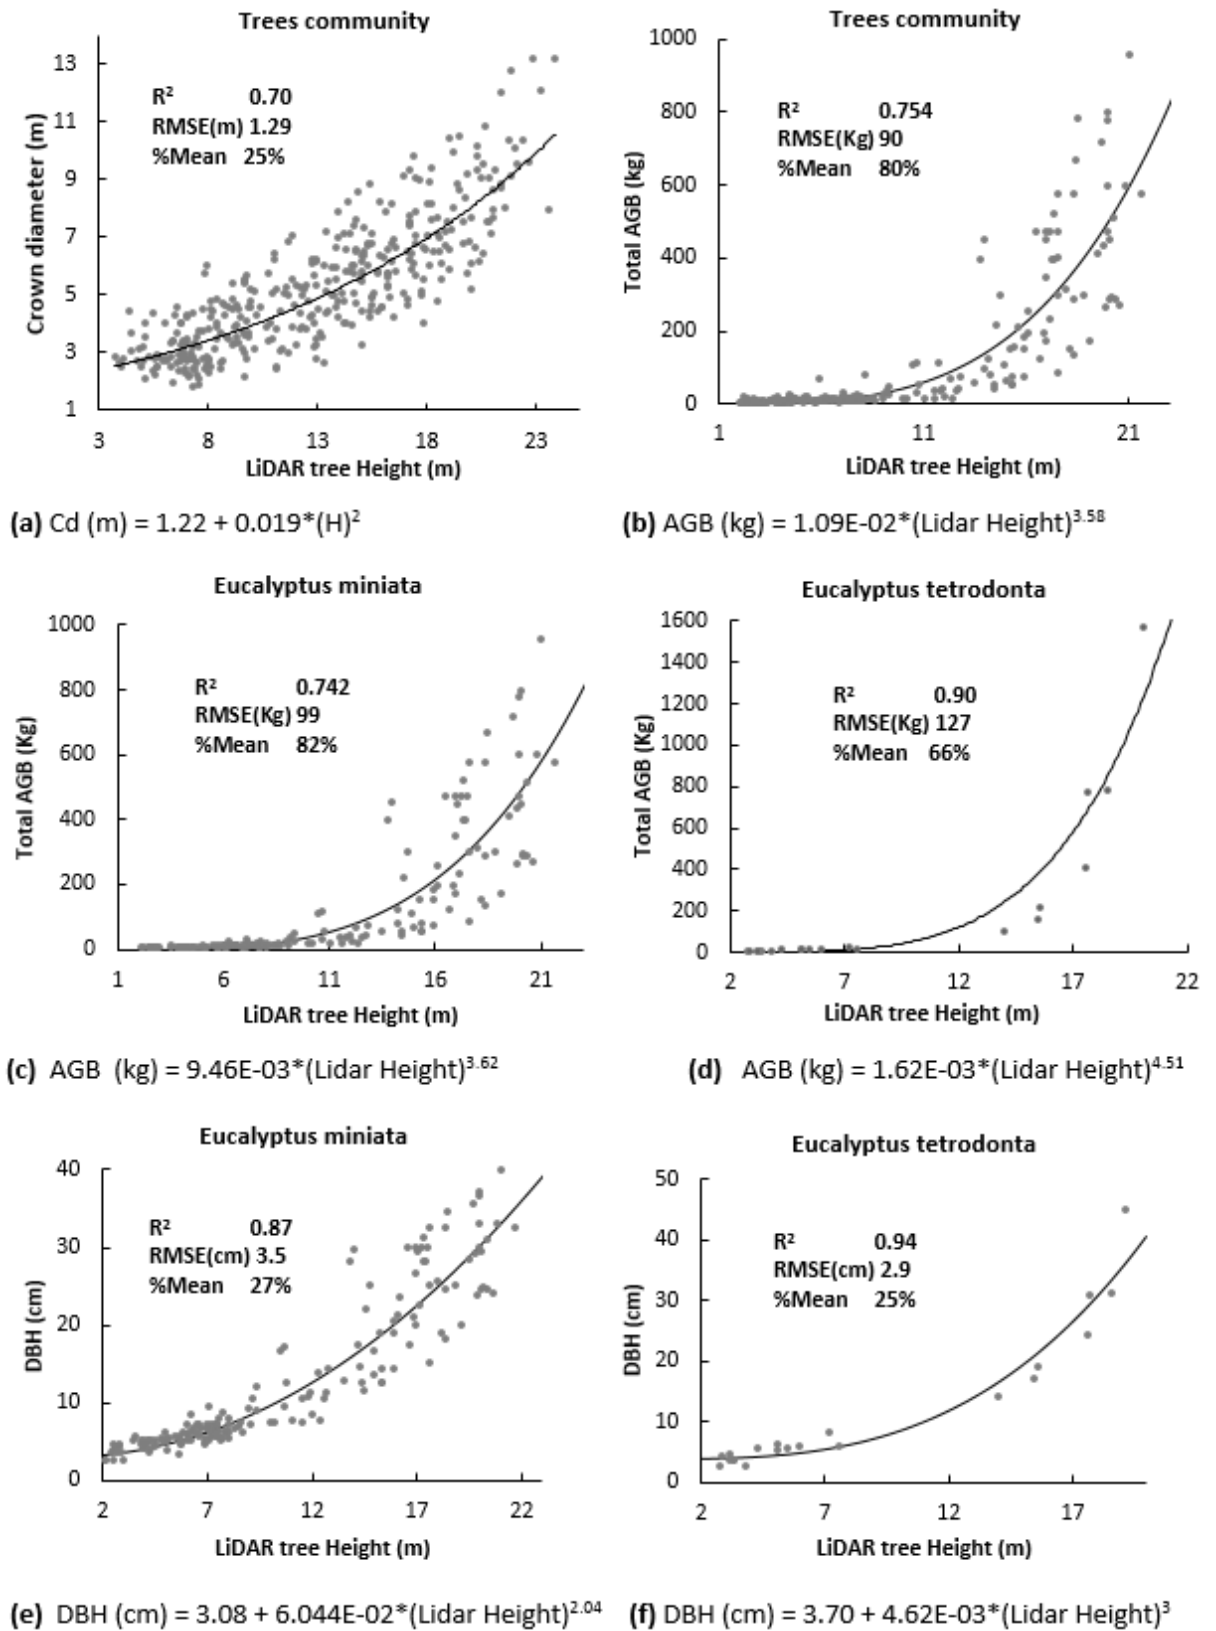 Trees community
Crown diameter (m)
13
11
9
7
5
3
1
R² 0.70
RMSE(m) 1.29
%Mean 25%
3 8 13 18 23
LiDAR tree Height (m)
(a) Cd (m) = 1.22 + 0.019*(H)²
Trees community
Total AGB (kg)
1000
800
600
400
200
0
R² 0.754
RMSE(Kg) 90
%Mean 80%
1 11 21
LiDAR tree Height (m)
(b) AGB (kg) = 1.09E-02*(Lidar Height)³·⁵⁸
Eucalyptus miniata
Total AGB (Kg)
1000
800
600
400
200
0
R² 0.742
RMSE(Kg) 99
%Mean 82%
1 6 11 16 21
LiDAR tree Height (m)
(c) AGB (kg) = 9.46E-03*(Lidar Height)³·⁶²
Eucalyptus tetrodonta
Total AGB (Kg)
1600
1400
1200
1000
800
600
400
200
0
R² 0.90
RMSE(Kg) 127
%Mean 66%
2 7 12 17 22
LiDAR tree Height (m)
(d) AGB (kg) = 1.62E-03*(Lidar Height)⁴·⁵¹
Eucalyptus miniata
DBH (cm)
40
30
20
10
0
R² 0.87
RMSE(cm) 3.5
%Mean 27%
2 7 12 17 22
LiDAR tree Height (m)
(e) DBH (cm) = 3.08 + 6.044E-02*(Lidar Height)²·⁰⁴
Eucalyptus tetrodonta
DBH (cm)
50
40
30
20
10
0
R² 0.94
RMSE(cm) 2.9
%Mean 25%
2 7 12 17
LiDAR tree Height (m)
(f) DBH (cm) = 3.70 + 4.62E-03*(Lidar Height)³